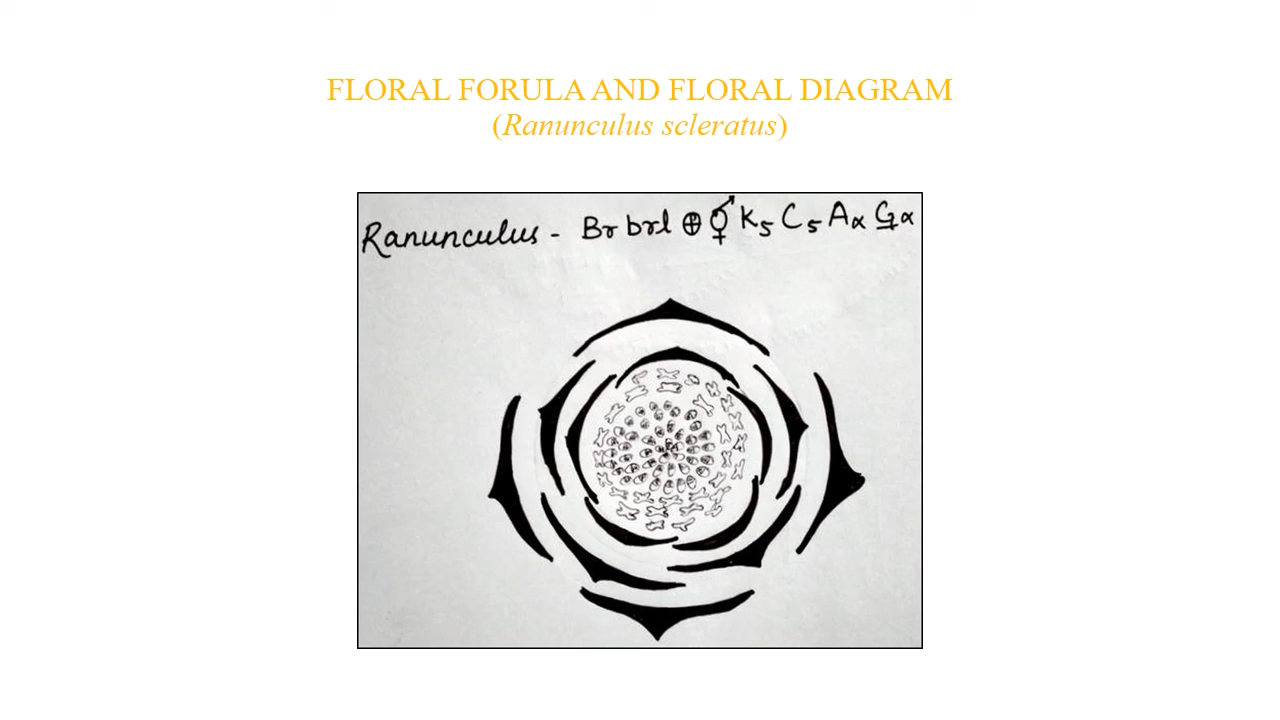 FLORAL FORULA AND FLORAL DIAGRAM
(Ranunculus scleratus)
Ranunculus - Br brl ⊕ ⚥ K₅ C₅ A∝ G̲∝